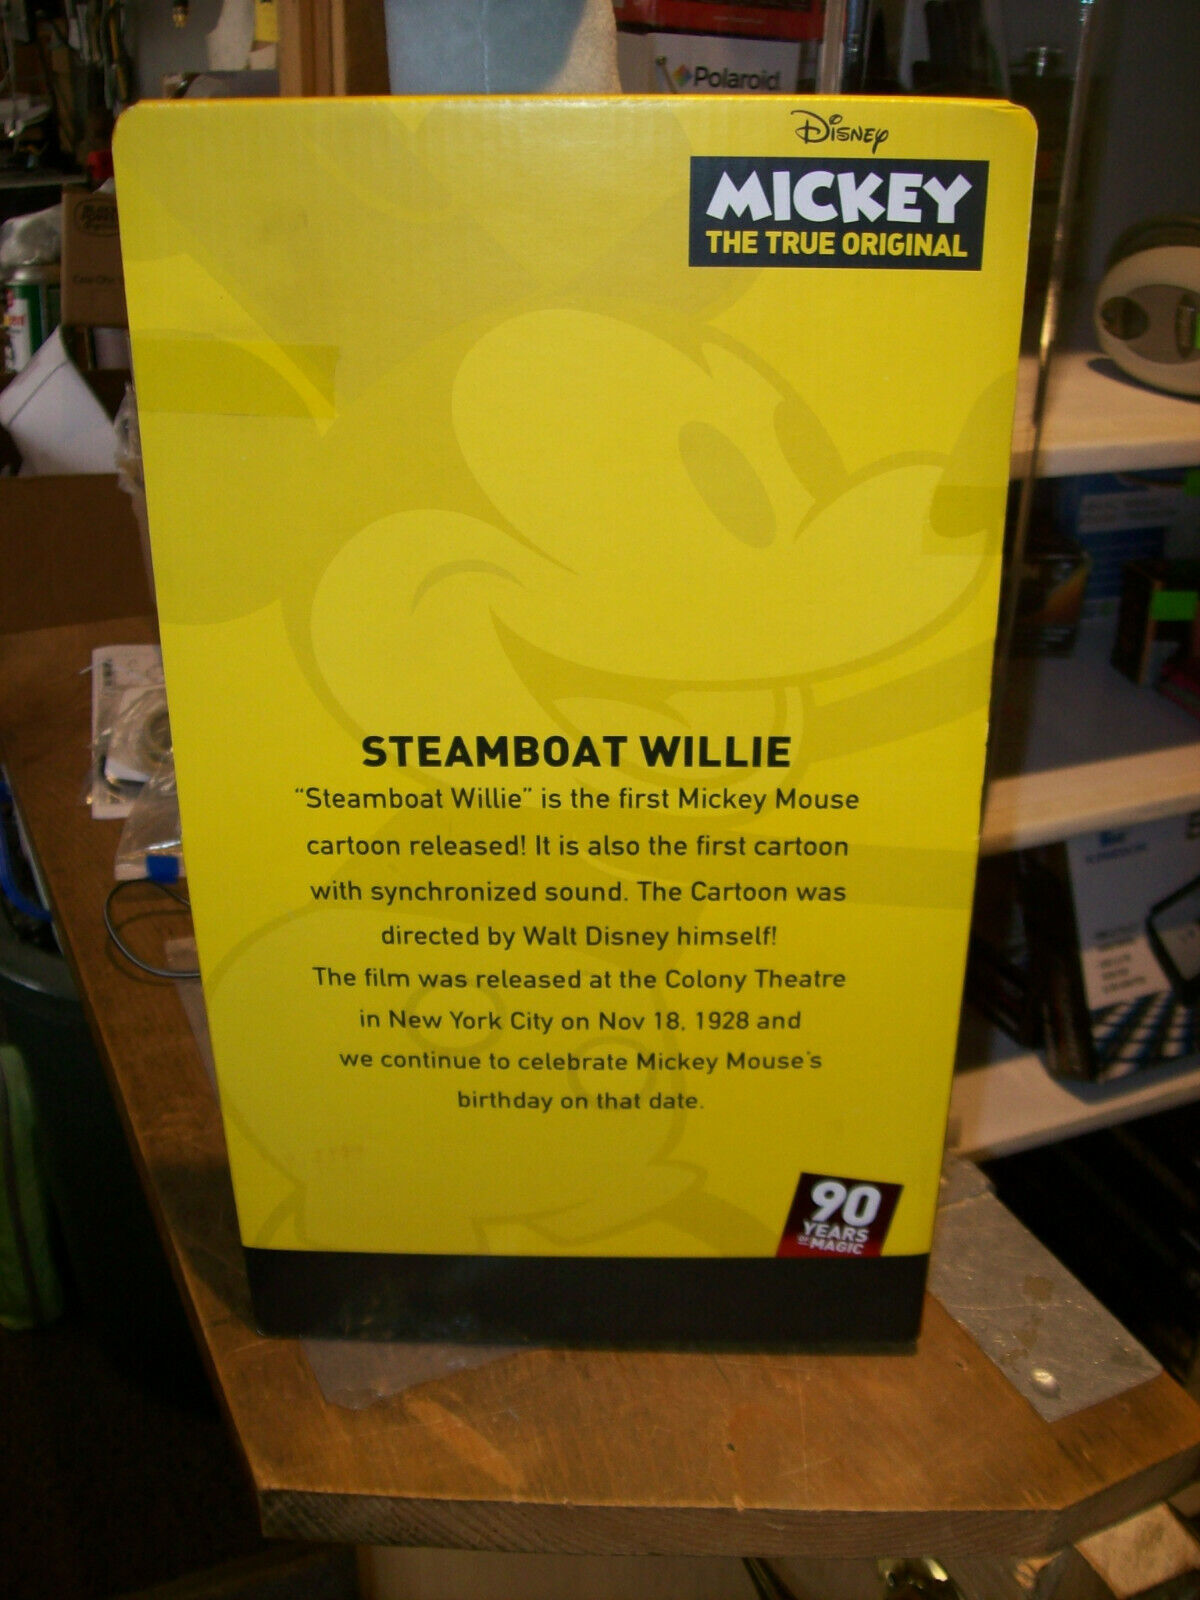 Polaroid
Disney
MICKEY
THE TRUE ORIGINAL
STEAMBOAT WILLIE
“Steamboat Willie” is the first Mickey Mouse
cartoon released! It is also the first cartoon
with synchronized sound. The Cartoon was
directed by Walt Disney himself!
The film was released at the Colony Theatre
in New York City on Nov 18, 1928 and
we continue to celebrate Mickey Mouse's
birthday on that date.
90
YEARS
OF MAGIC